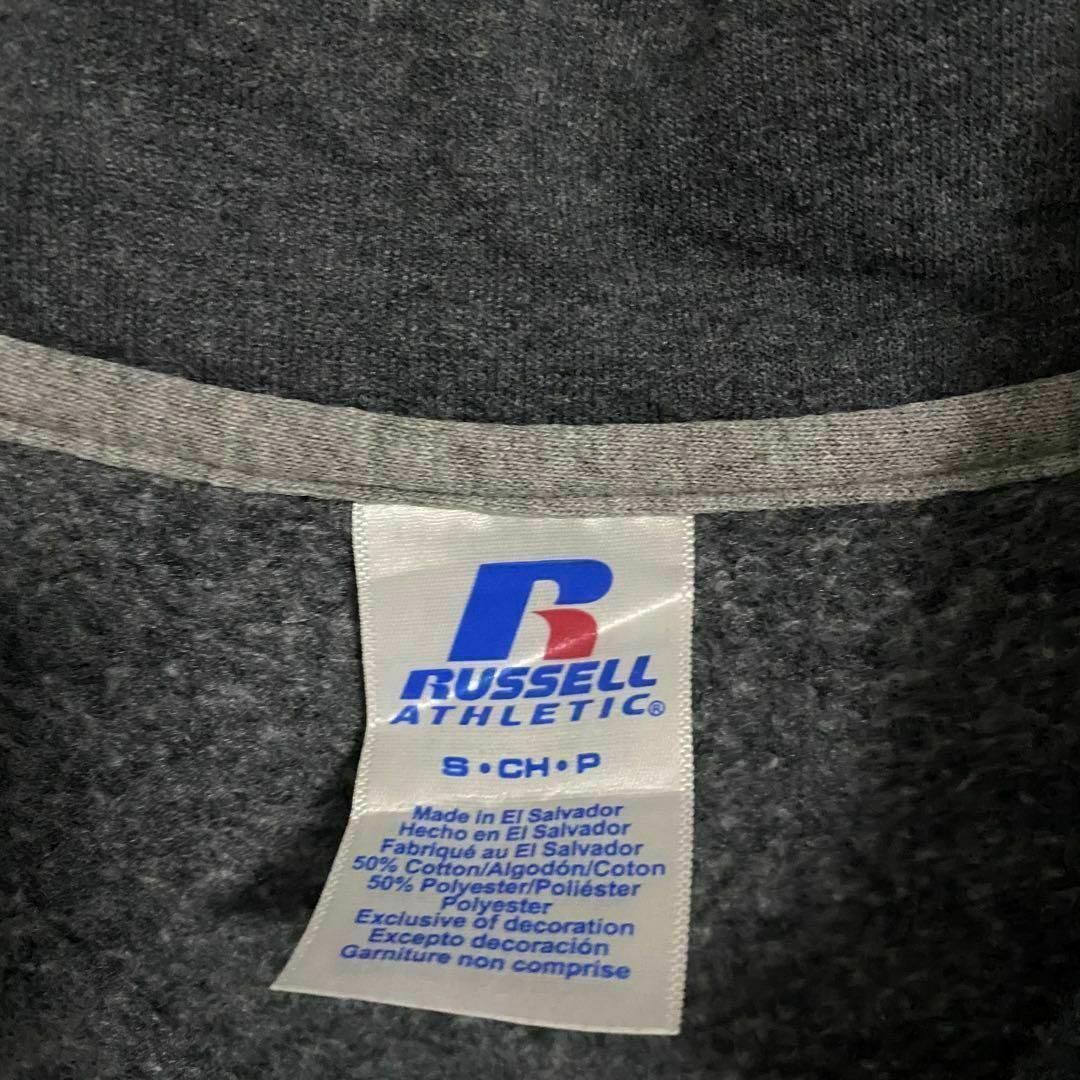 R
RUSSELL
ATHLETIC®
S • CH • P
Made in El Salvador
Hecho en El Salvador
Fabriqué au El Salvador
50% Cotton/Algodón/Coton
50% Polyester/Poliéster
Polyester
Exclusive of decoration
Excepto decoración
Garniture non comprise